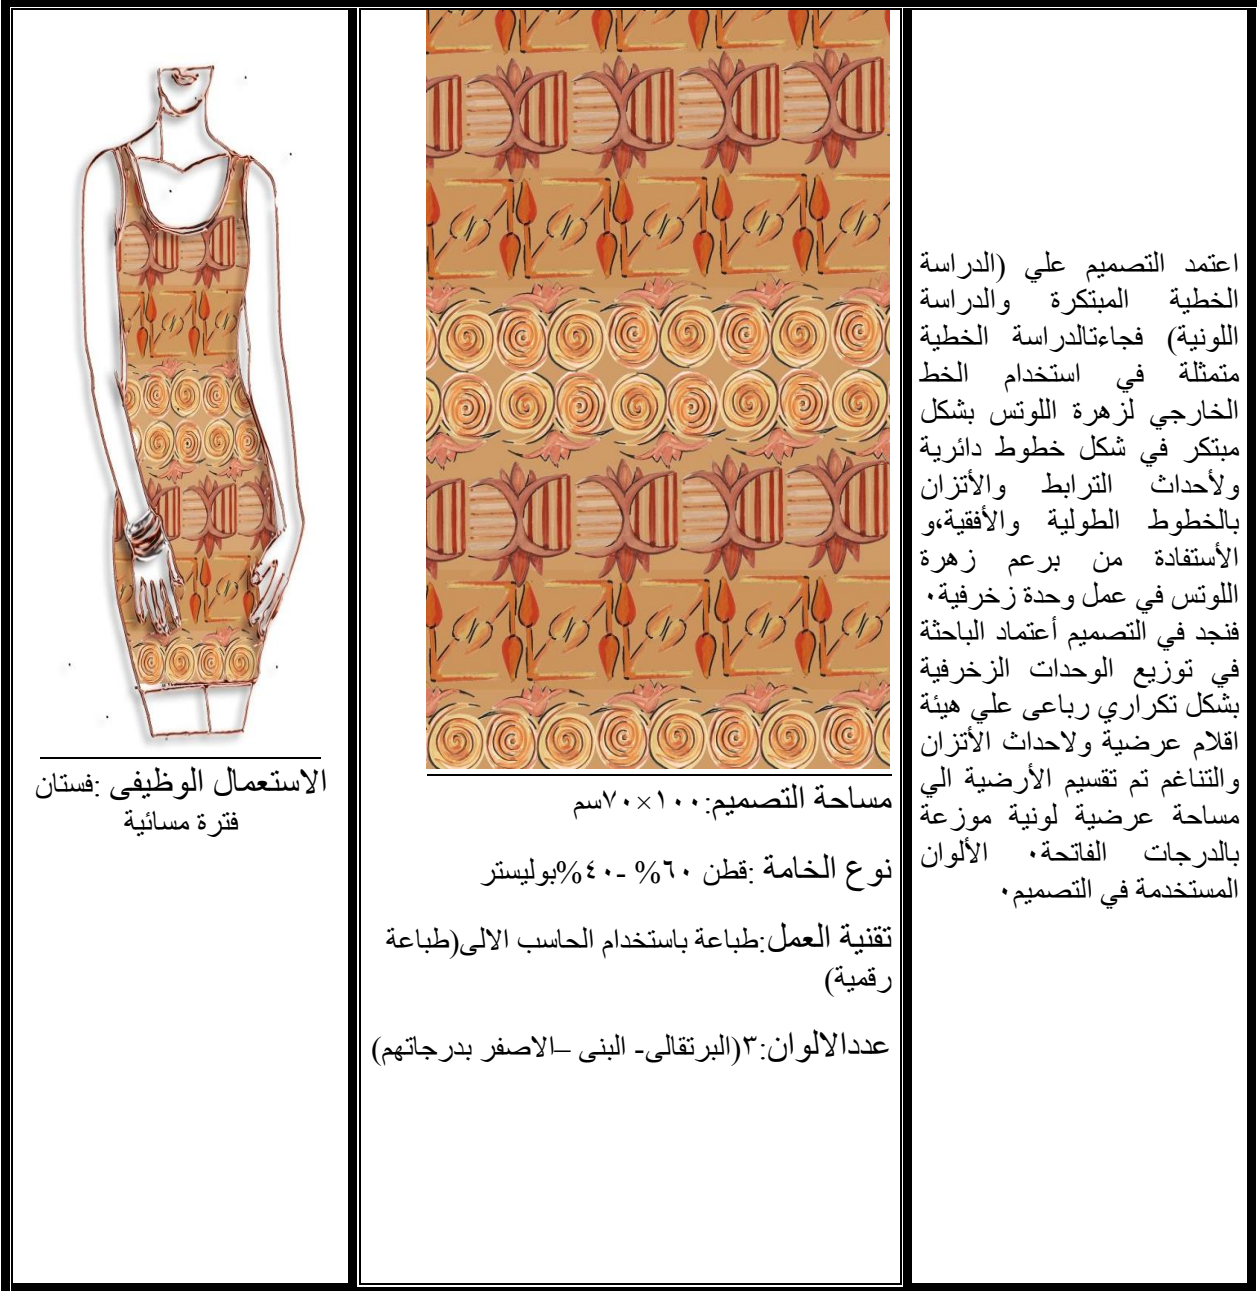 اعتمد التصميم علي (الدراسة
الخطية المبتكرة والدراسة
اللونية) فجاءتالدراسة الخطية
متمثلة في استخدام الخط
الخارجي لزهرة اللوتس بشكل
مبتكر في شكل خطوط دائرية
ولأحداث الترابط والأتزان
بالخطوط الطولية والأفقية،و
الأستفادة من برعم زهرة
اللوتس في عمل وحدة زخرفية٠
فنجد في التصميم أعتماد الباحثة
في توزيع الوحدات الزخرفية
بشكل تكراري رباعى علي هيئة
اقلام عرضية ولاحداث الأتزان
والتناغم تم تقسيم الأرضية الي
مساحة عرضية لونية موزعة
بالدرجات الفاتحة٠ الألوان
المستخدمة في التصميم٠
مساحة التصميم:١٠٠×٧٠سم
نوع الخامة :قطن ٦٠% -٤٠%بوليستر
تقنية العمل:طباعة باستخدام الحاسب الالى(طباعة
رقمية)
عددالالوان:٣(البرتقالى- البنى –الاصفر بدرجاتهم)
الاستعمال الوظيفى :فستان
فترة مسائية